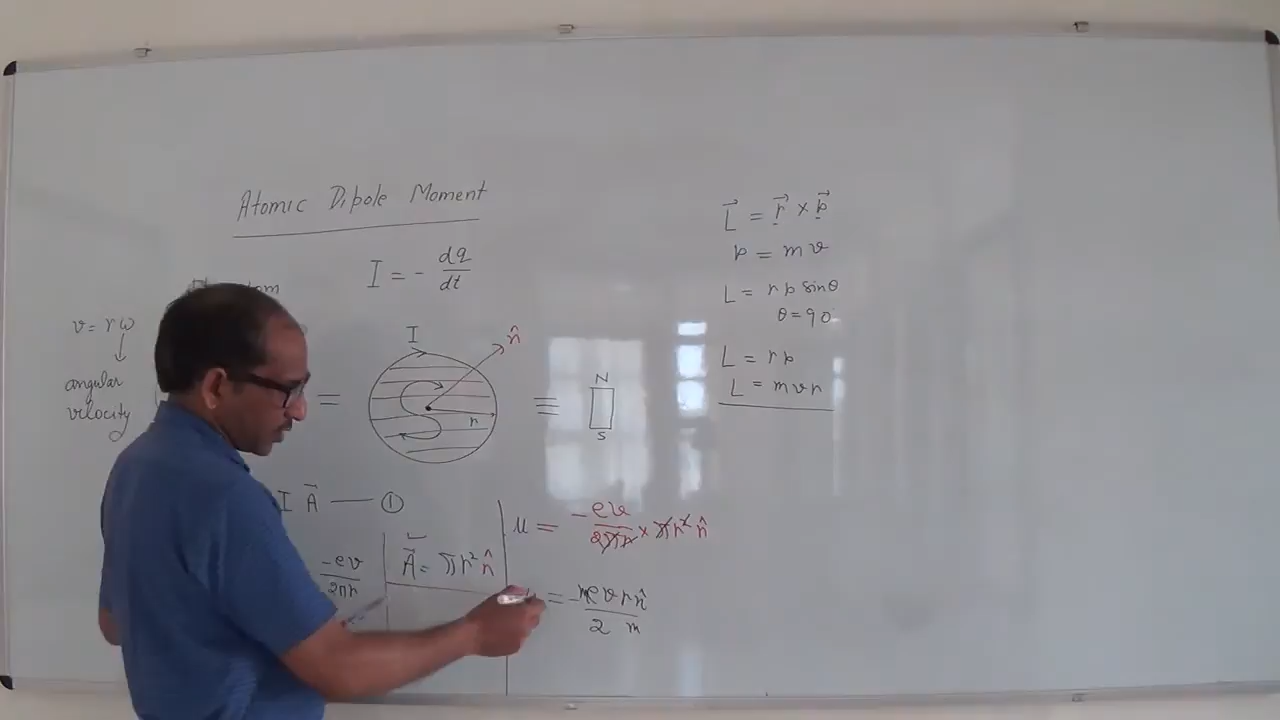 Atomic Dipole Moment
I = - dq/dt
v = rω
angular
velocity
=
I
n̂
r
≡
N
S
I A⃗ — ①
-ev/2πr
A⃗ = πr² n̂
μ = -ev/2πr × πr² n̂
= -mevr n̂/2 m
L⃗ = r⃗ × p⃗
p = mv
L = rp sinθ
θ = 90
L = rp
L = mvr